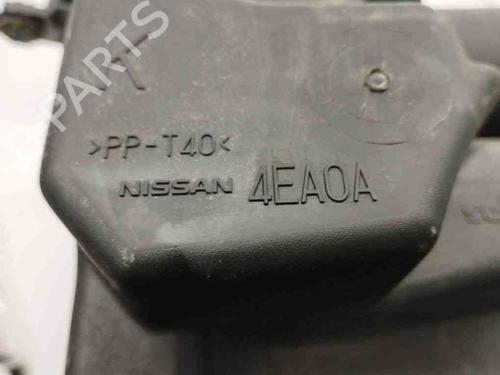 K
>PP-T40<
NISSAN 4EA0A
B-PARTS